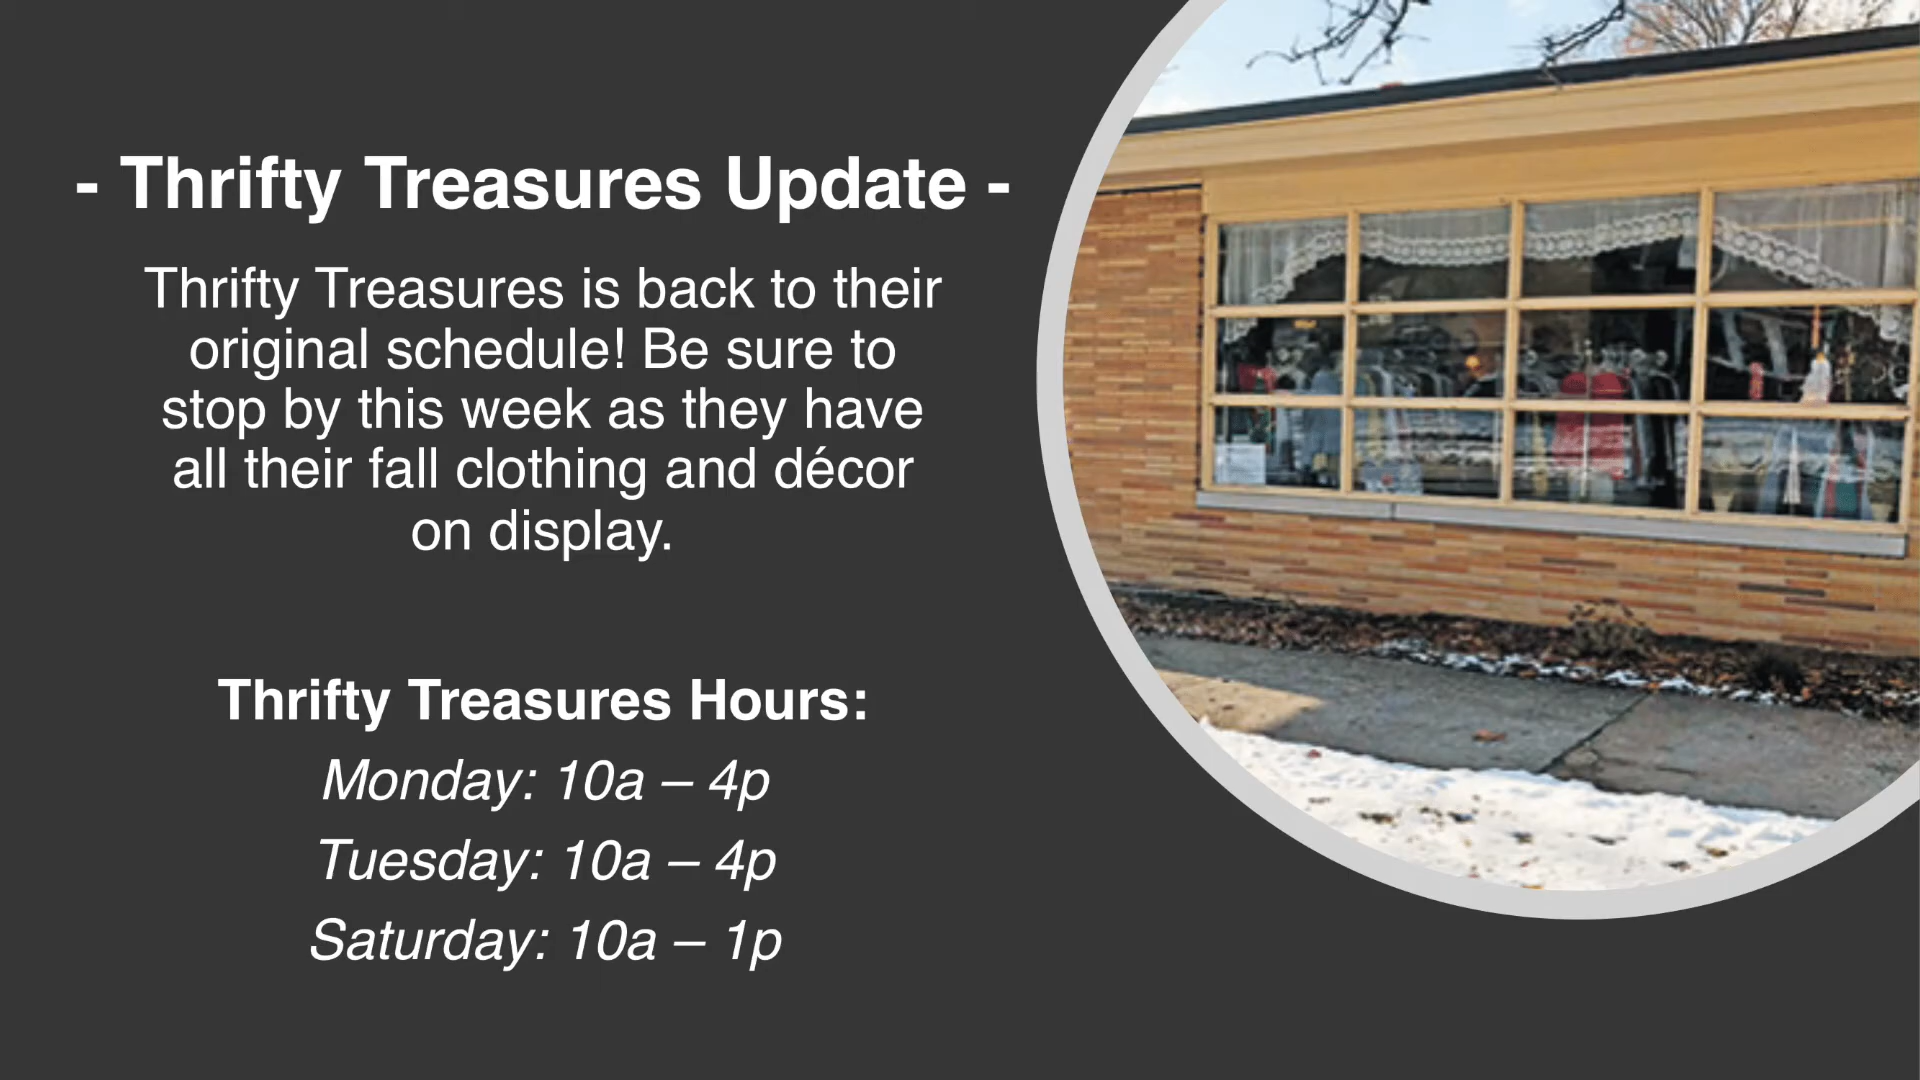 - Thrifty Treasures Update -
Thrifty Treasures is back to their
original schedule! Be sure to
stop by this week as they have
all their fall clothing and décor
on display.
Thrifty Treasures Hours:
Monday: 10a – 4p
Tuesday: 10a – 4p
Saturday: 10a – 1p